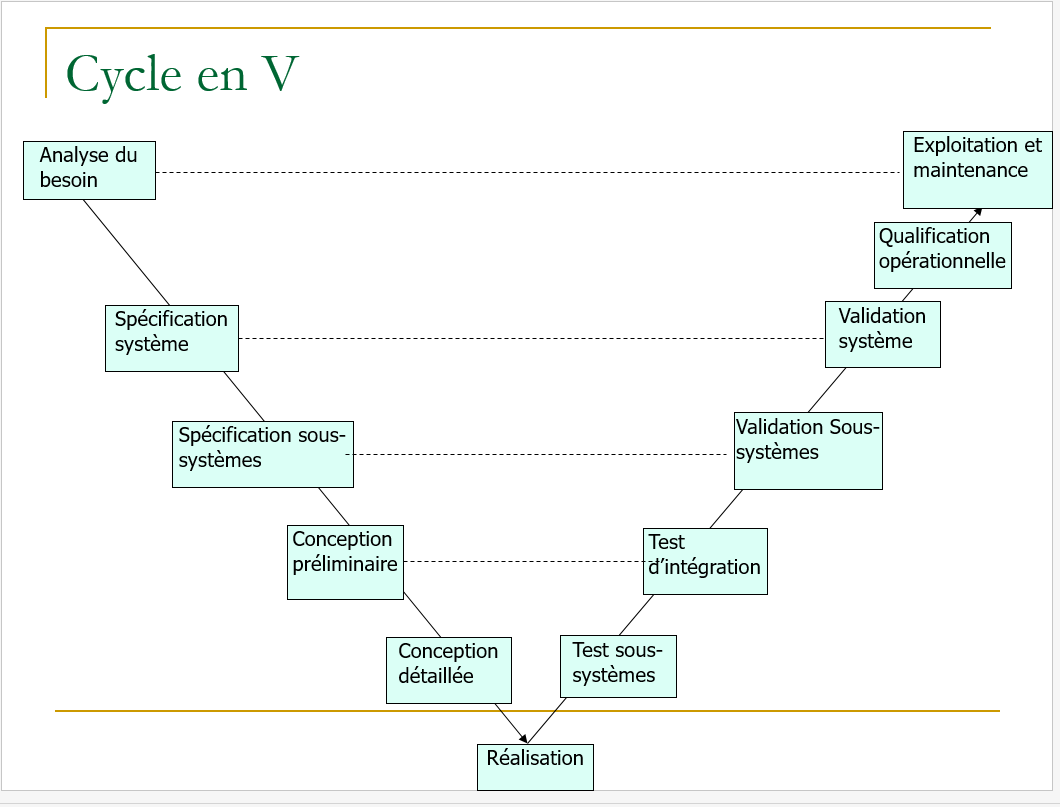 Cycle en V
Analyse du
besoin
Exploitation et
maintenance
Qualification
opérationnelle
Spécification
système
Validation
système
Spécification sous-
systèmes
Validation Sous-
systèmes
Conception
préliminaire
Test
d’intégration
Conception
détaillée
Test sous-
systèmes
Réalisation